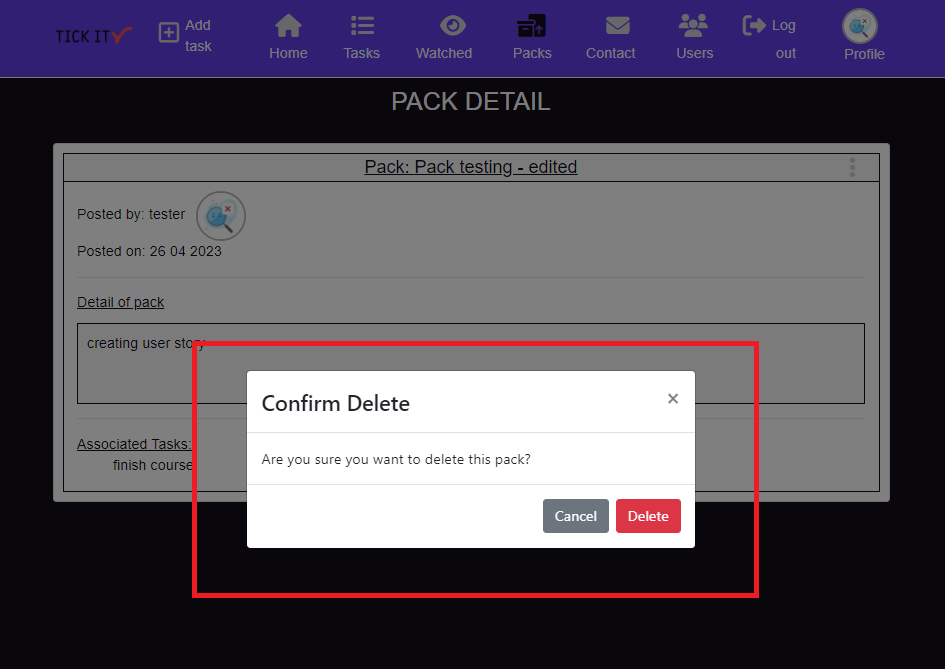 TICK IT
Add
task
Home
Tasks
Watched
Packs
Contact
Users
Log
out
Profile
PACK DETAIL
Pack: Pack testing - edited
Posted by: tester
Posted on: 26 04 2023
Detail of pack
creating user story
Associated Tasks:
finish course
Confirm Delete
×
Are you sure you want to delete this pack?
Cancel
Delete